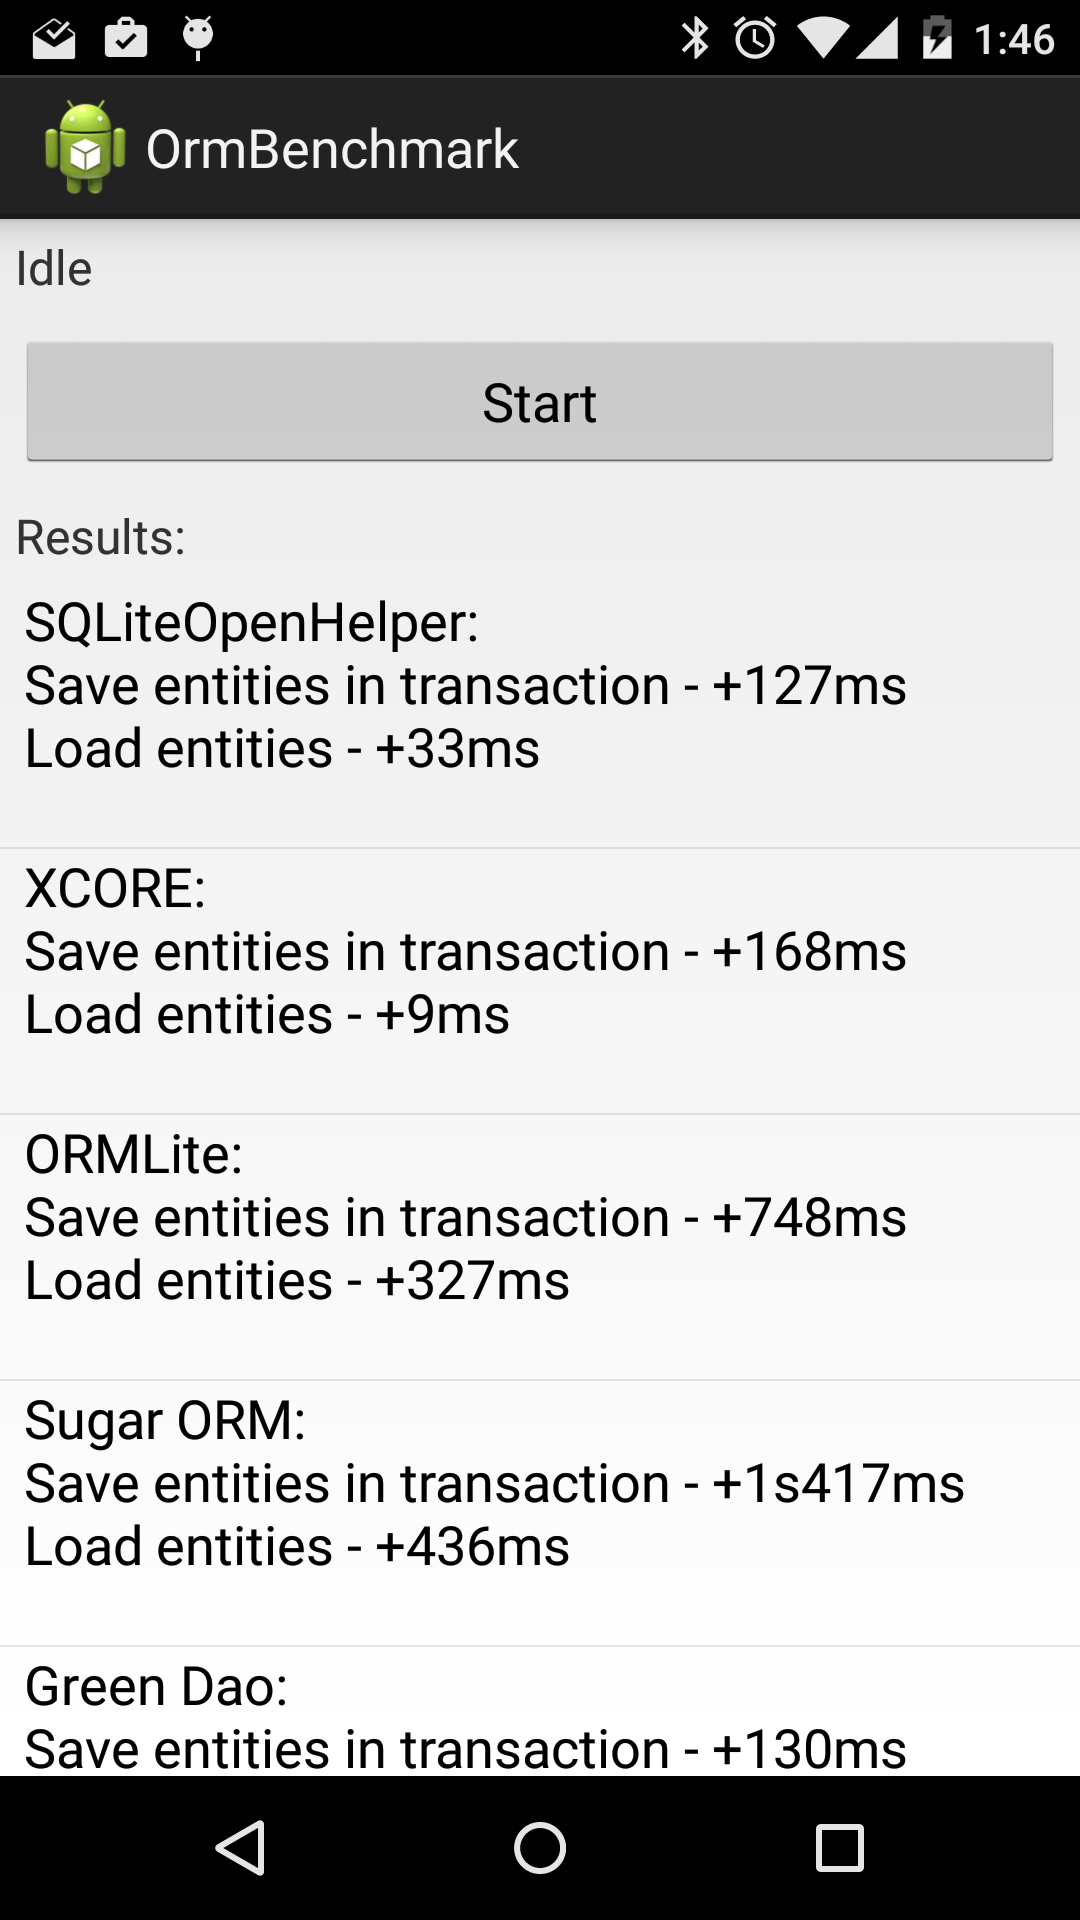 1:46
OrmBenchmark
Idle
Start
Results:
SQLiteOpenHelper:
Save entities in transaction - +127ms
Load entities - +33ms
XCORE:
Save entities in transaction - +168ms
Load entities - +9ms
ORMLite:
Save entities in transaction - +748ms
Load entities - +327ms
Sugar ORM:
Save entities in transaction - +1s417ms
Load entities - +436ms
Green Dao:
Save entities in transaction - +130ms